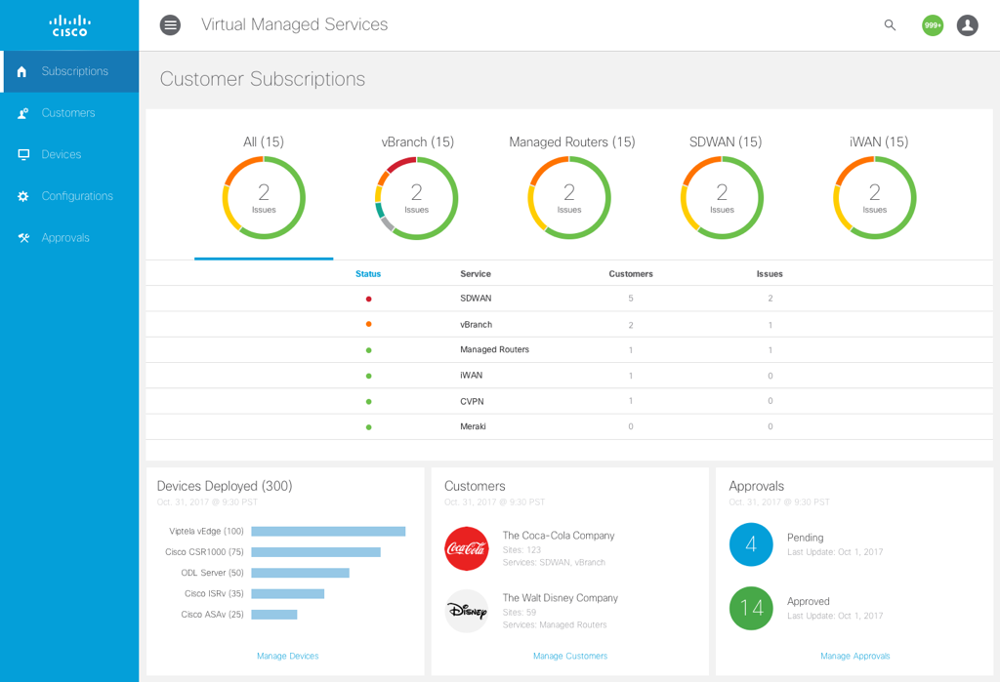 CISCO
Virtual Managed Services
999+
Subscriptions
Customers
Devices
Configurations
Approvals
Customer Subscriptions
All (15)
2
Issues
vBranch (15)
2
Issues
Managed Routers (15)
2
Issues
SDWAN (15)
2
Issues
iWAN (15)
2
Issues
Status Service Customers Issues
SDWAN 5 2
vBranch 2 1
Managed Routers 1 1
iWAN 1 0
CVPN 1 0
Meraki 0 0
Devices Deployed (300)
Oct. 31, 2017 @ 9:30 PST
Viptela vEdge (100)
Cisco CSR1000 (75)
ODL Server (50)
Cisco ISRv (35)
Cisco ASAv (25)
Manage Devices
Customers
Oct. 31, 2017 @ 9:30 PST
Coca-Cola
The Coca-Cola Company
Sites: 123
Services: SDWAN, vBranch
Disney
The Walt Disney Company
Sites: 59
Services: Managed Routers
Manage Customers
Approvals
Oct. 31, 2017 @ 9:30 PST
4
Pending
Last Update: Oct 1, 2017
14
Approved
Last Update: Oct 1, 2017
Manage Approvals